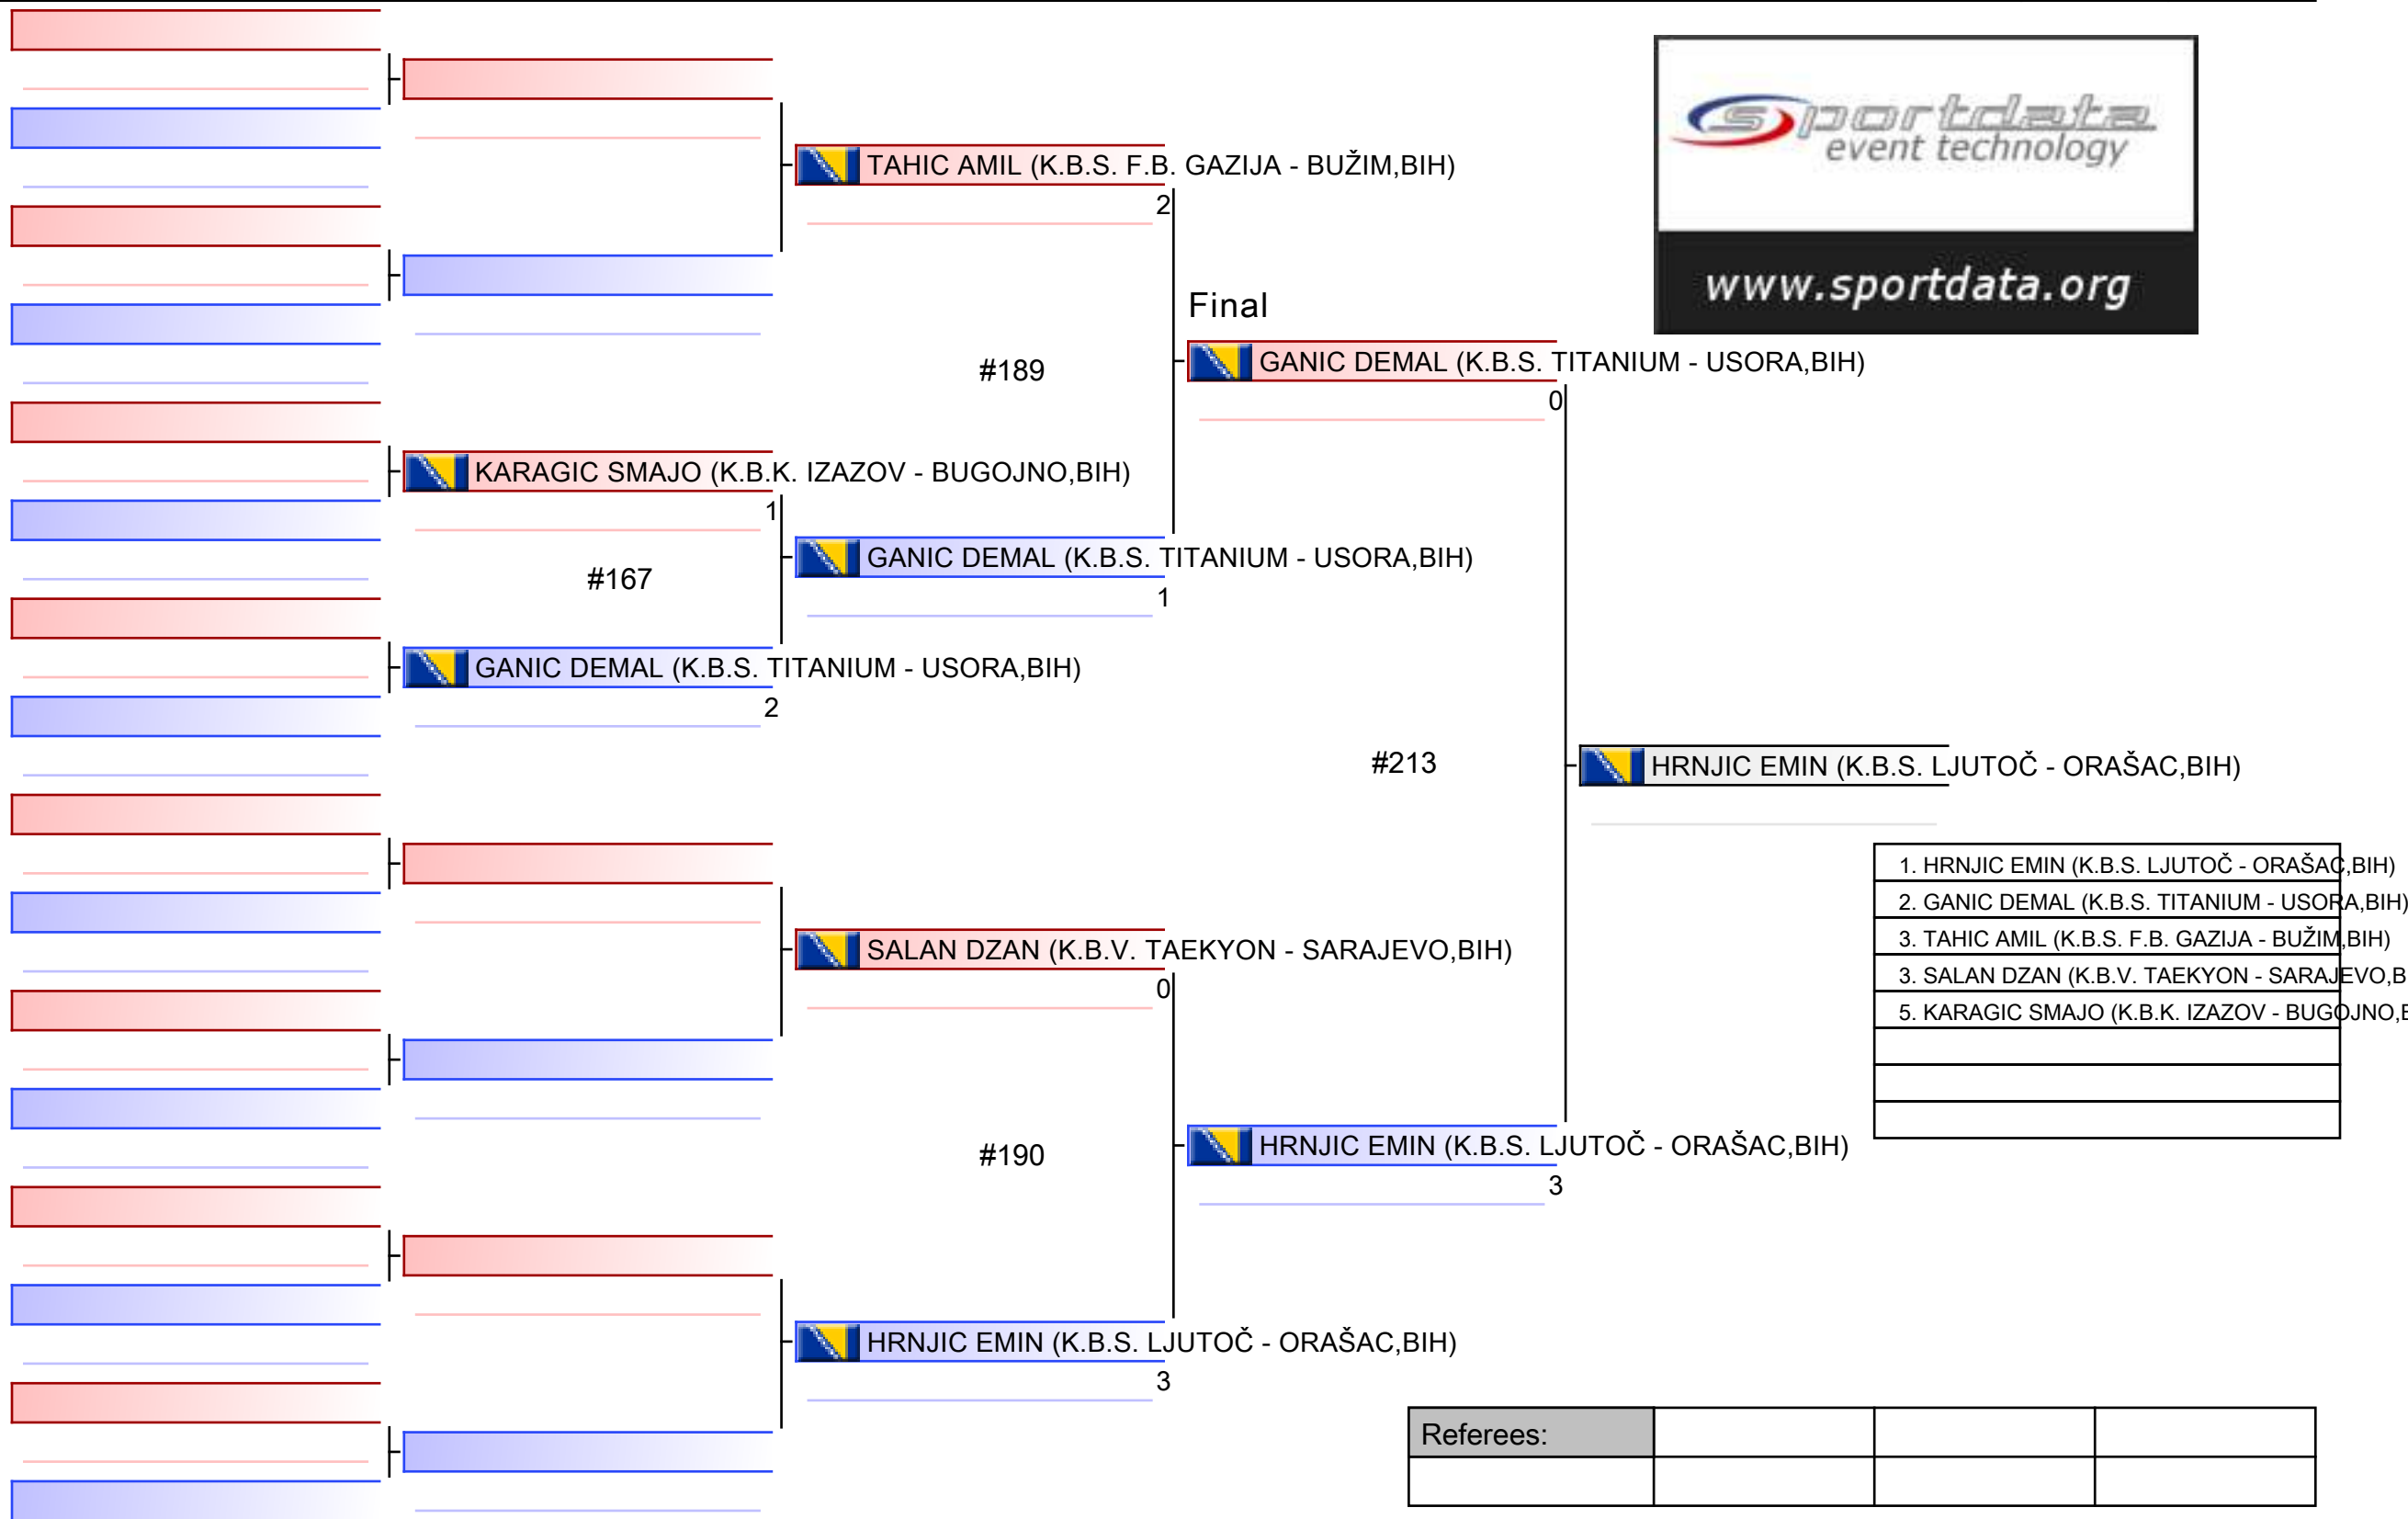 sportdata
event technology
www.sportdata.org
TAHIC AMIL (K.B.S. F.B. GAZIJA - BUŽIM,BIH)
2
Final
#189
GANIC DEMAL (K.B.S. TITANIUM - USORA,BIH)
0
KARAGIC SMAJO (K.B.K. IZAZOV - BUGOJNO,BIH)
1
#167
GANIC DEMAL (K.B.S. TITANIUM - USORA,BIH)
1
GANIC DEMAL (K.B.S. TITANIUM - USORA,BIH)
2
#213
HRNJIC EMIN (K.B.S. LJUTOČ - ORAŠAC,BIH)
1. HRNJIC EMIN (K.B.S. LJUTOČ - ORAŠAC,BIH)
2. GANIC DEMAL (K.B.S. TITANIUM - USORA,BIH)
3. TAHIC AMIL (K.B.S. F.B. GAZIJA - BUŽIM,BIH)
3. SALAN DZAN (K.B.V. TAEKYON - SARAJEVO,B
5. KARAGIC SMAJO (K.B.K. IZAZOV - BUGOJNO,B
SALAN DZAN (K.B.V. TAEKYON - SARAJEVO,BIH)
0
#190
HRNJIC EMIN (K.B.S. LJUTOČ - ORAŠAC,BIH)
3
HRNJIC EMIN (K.B.S. LJUTOČ - ORAŠAC,BIH)
3
Referees: